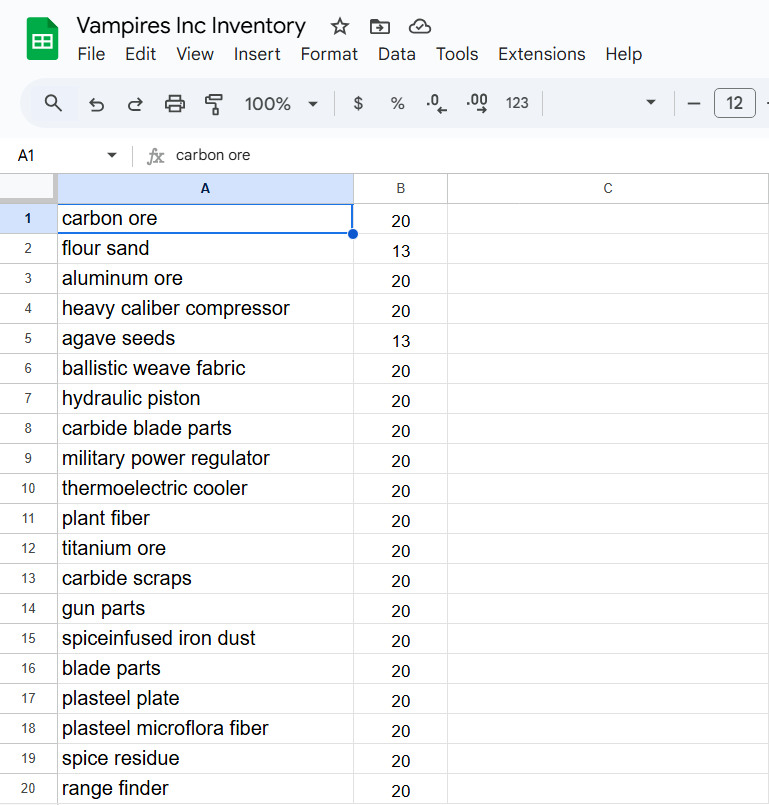 Vampires Inc Inventory
File Edit View Insert Format Data Tools Extensions Help
100% $ % .0 .00 123 12
A1 fx carbon ore
A B C
1 carbon ore 20
2 flour sand 13
3 aluminum ore 20
4 heavy caliber compressor 20
5 agave seeds 13
6 ballistic weave fabric 20
7 hydraulic piston 20
8 carbide blade parts 20
9 military power regulator 20
10 thermoelectric cooler 20
11 plant fiber 20
12 titanium ore 20
13 carbide scraps 20
14 gun parts 20
15 spiceinfused iron dust 20
16 blade parts 20
17 plasteel plate 20
18 plasteel microflora fiber 20
19 spice residue 20
20 range finder 20